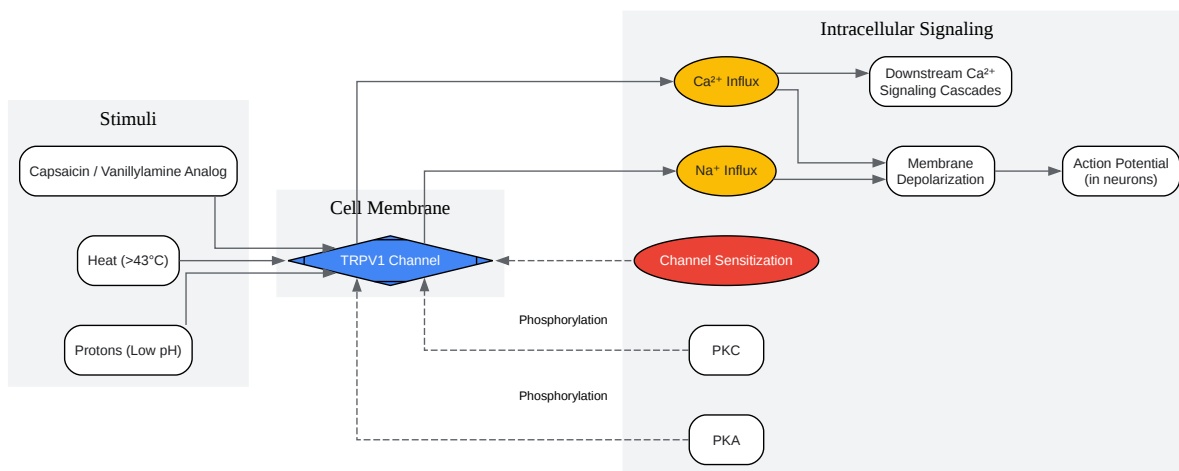 Stimuli
Capsaicin / Vanillylamine Analog
Heat (>43°C)
Protons (Low pH)
Cell Membrane
TRPV1 Channel
Intracellular Signaling
Ca²⁺ Influx
Downstream Ca²⁺
Signaling Cascades
Na⁺ Influx
Membrane
Depolarization
Action Potential
(in neurons)
Channel Sensitization
Phosphorylation
PKC
Phosphorylation
PKA